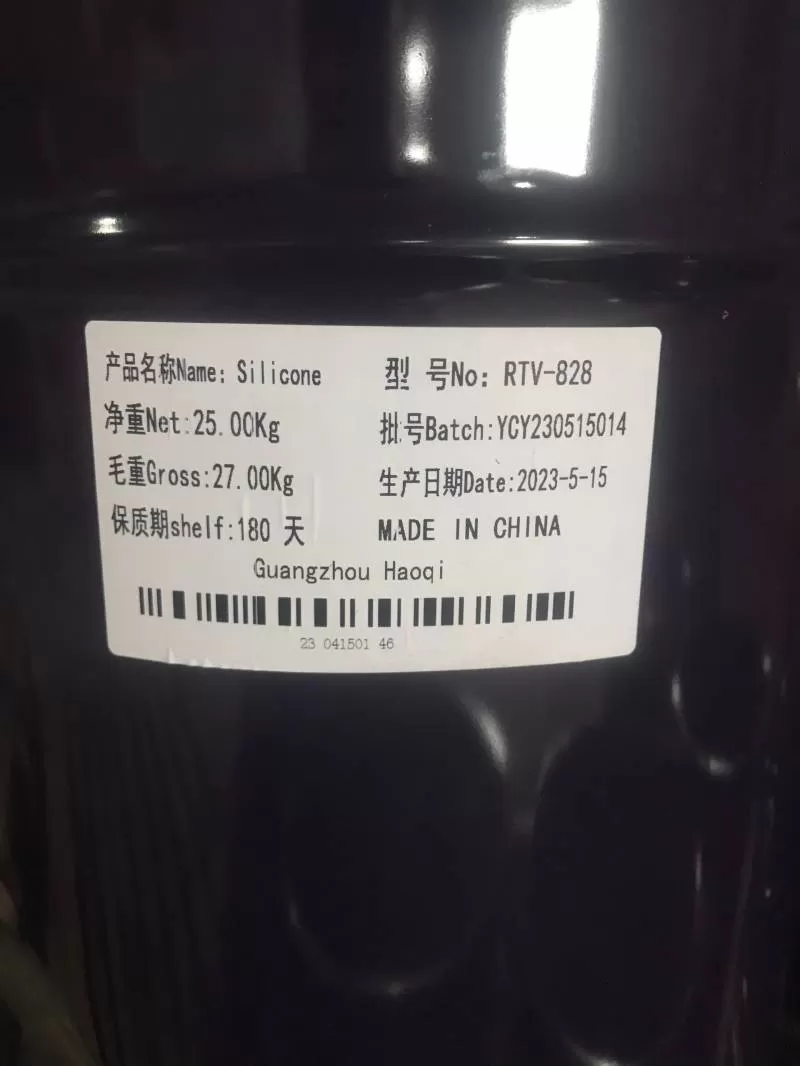 产品名称Name: Silicone 型 号No: RTV-828
净重Net:25.00Kg 批号Batch:YCY230515014
毛重Gross:27.00Kg 生产日期Date:2023-5-15
保质期shelf:180 天 MADE IN CHINA
Guangzhou Haoqi
23 041501 46